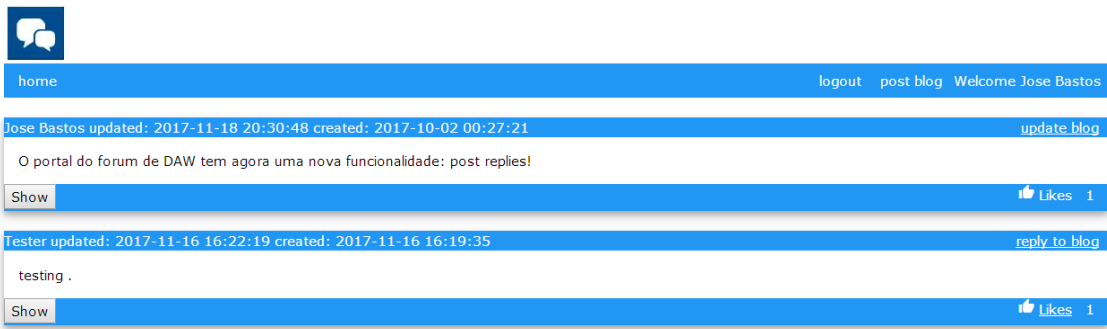 home logout post blog Welcome Jose Bastos
Jose Bastos updated: 2017-11-18 20:30:48 created: 2017-10-02 00:27:21 update blog
O portal do forum de DAW tem agora uma nova funcionalidade: post replies!
Show Likes 1
Tester updated: 2017-11-16 16:22:19 created: 2017-11-16 16:19:35 reply to blog
testing .
Show Likes 1